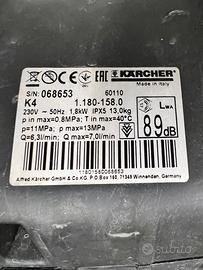 KÄRCHER
Made in Italy
S/N: 068653 60110
K4 1.180-158.0
230V ~ 50Hz 1,8kW IPX5 13,0kg
p in max=0.8MPa; T in max=40°C
p=11MPa; p max=13MPa
Q=6,3l/min; Q max=7,0l/min
LWA
89dB
11801580068653
Alfred Kärcher GmbH & Co. KG P.O.Box 160, 71349 Winnenden, Germany
subito